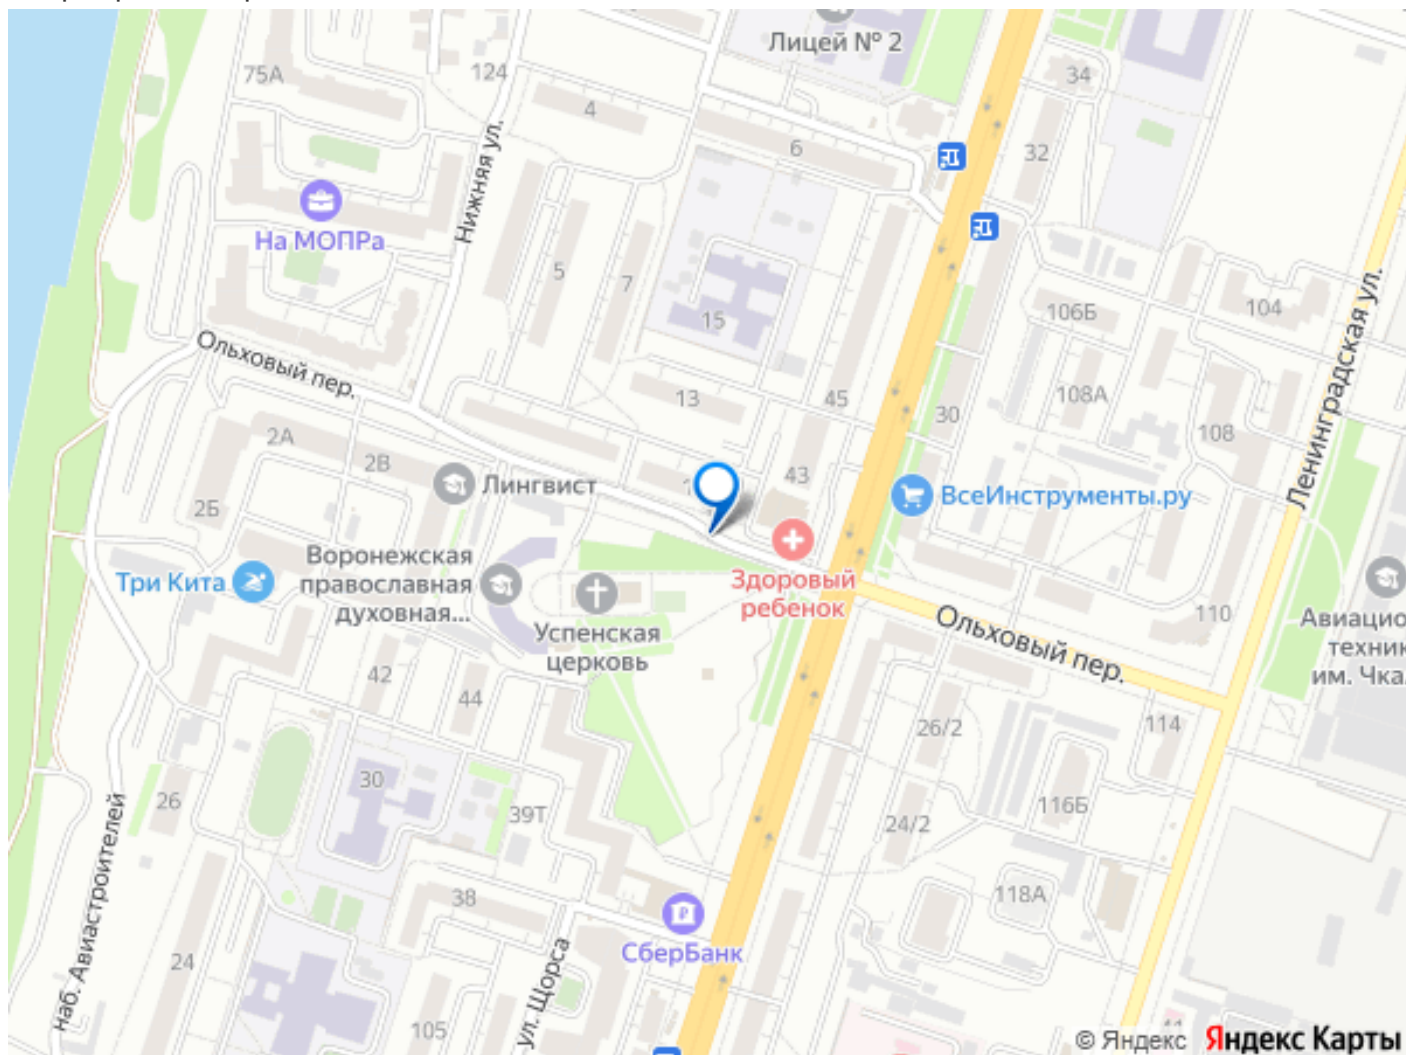 Лицей № 2
75А
124
34
4
6
32
Нижняя ул.
На МОПРа
5
7
15
106Б
104
Ленинградская ул.
Ольховый пер.
13
45
30
108А
108
2А
2В
Лингвист
43
ВсеИнструменты.ру
2Б
Воронежская
православная
духовная...
Три Кита
Здоровый
ребенок
Успенская
церковь
110
Авиацио
техник
им. Чка.
Ольховый пер.
42
44
26/2
114
30
26
39Т
116Б
24/2
наб. Авиастроителей
38
118А
СберБанк
24
ул. Щорса
105
© Яндекс Яндекс Карты